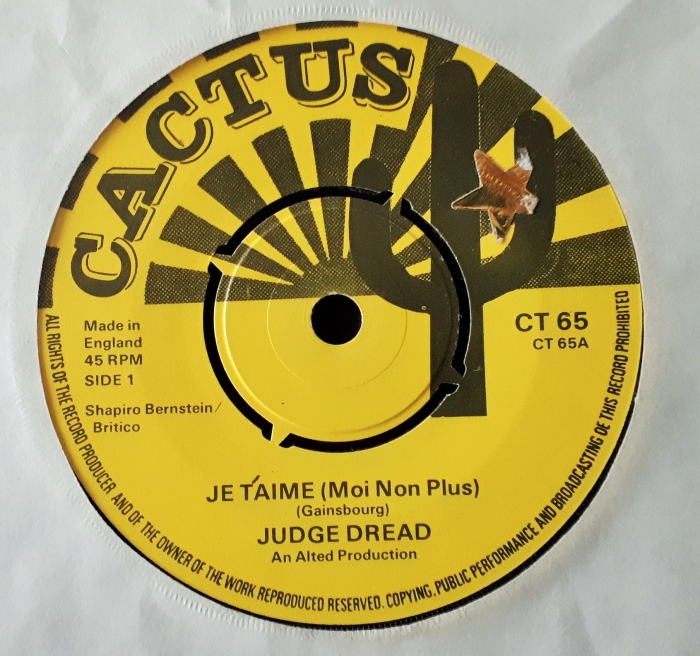 CACTUS
Made in
England
45 RPM
SIDE 1
Shapiro Bernstein/
Britico
CT 65
CT 65A
JE T'AIME (Moi Non Plus)
(Gainsbourg)
JUDGE DREAD
An Alted Production
ALL RIGHTS OF THE RECORD PRODUCER AND OF THE OWNER OF THE WORK REPRODUCED RESERVED. COPYING, PUBLIC PERFORMANCE AND BROADCASTING OF THIS RECORD PROHIBITED